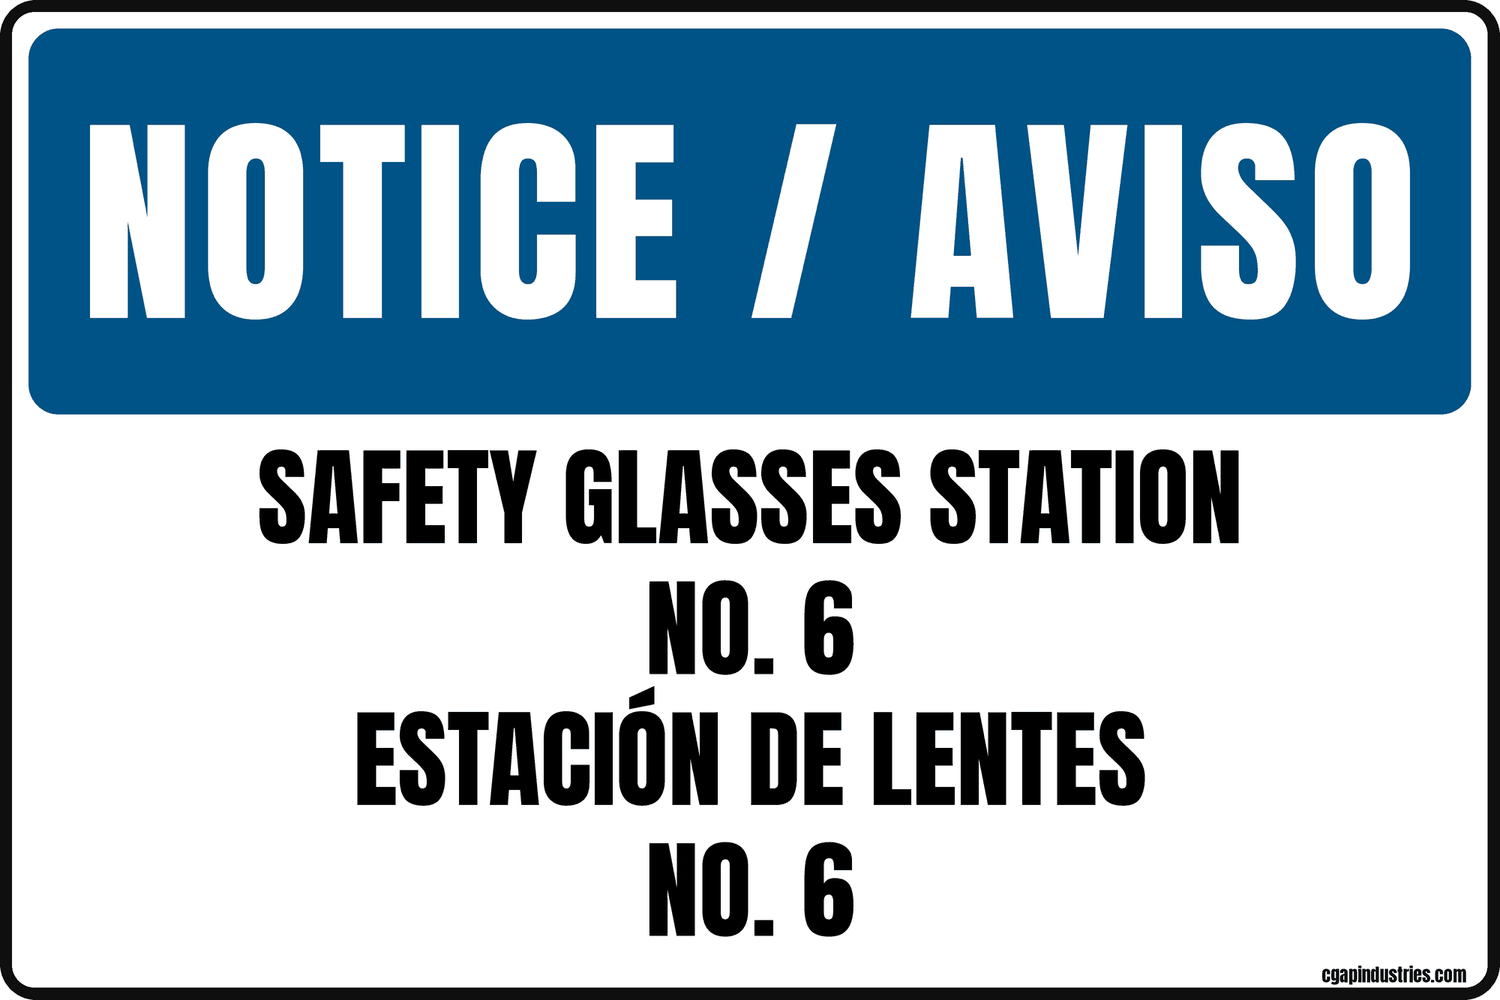 NOTICE / AVISO
SAFETY GLASSES STATION
NO. 6
ESTACIÓN DE LENTES
NO. 6
cgapindustries.com